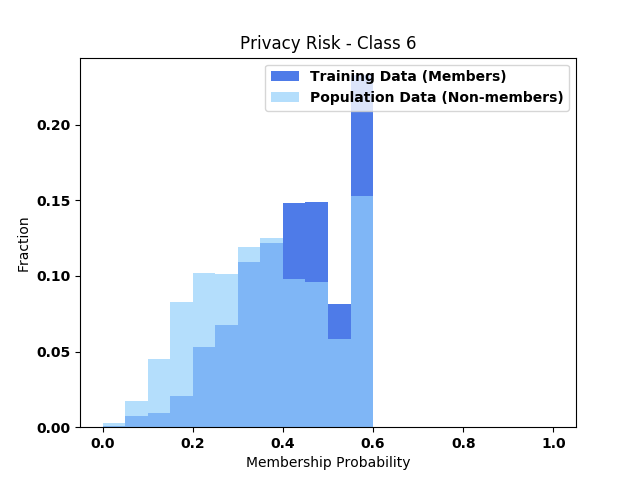 Privacy Risk - Class 6
Training Data (Members)
Population Data (Non-members)
0.20
0.15
0.10
0.05
0.00
Fraction
0.0 0.2 0.4 0.6 0.8 1.0
Membership Probability